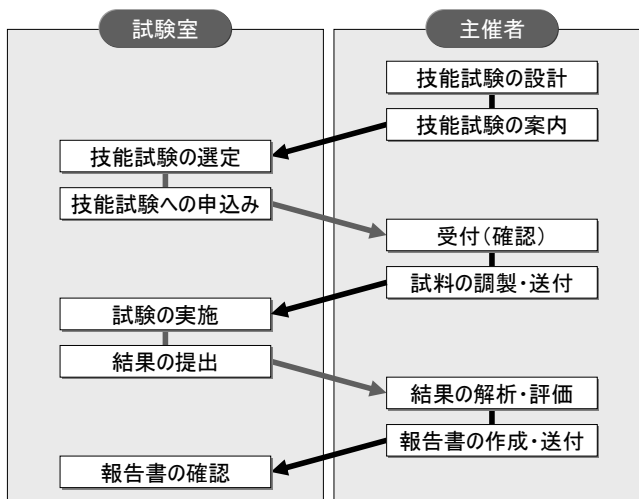 試験室
主催者
技能試験の設計
技能試験の案内
技能試験の選定
技能試験への申込み
受付（確認）
試料の調製・送付
試験の実施
結果の提出
結果の解析・評価
報告書の作成・送付
報告書の確認